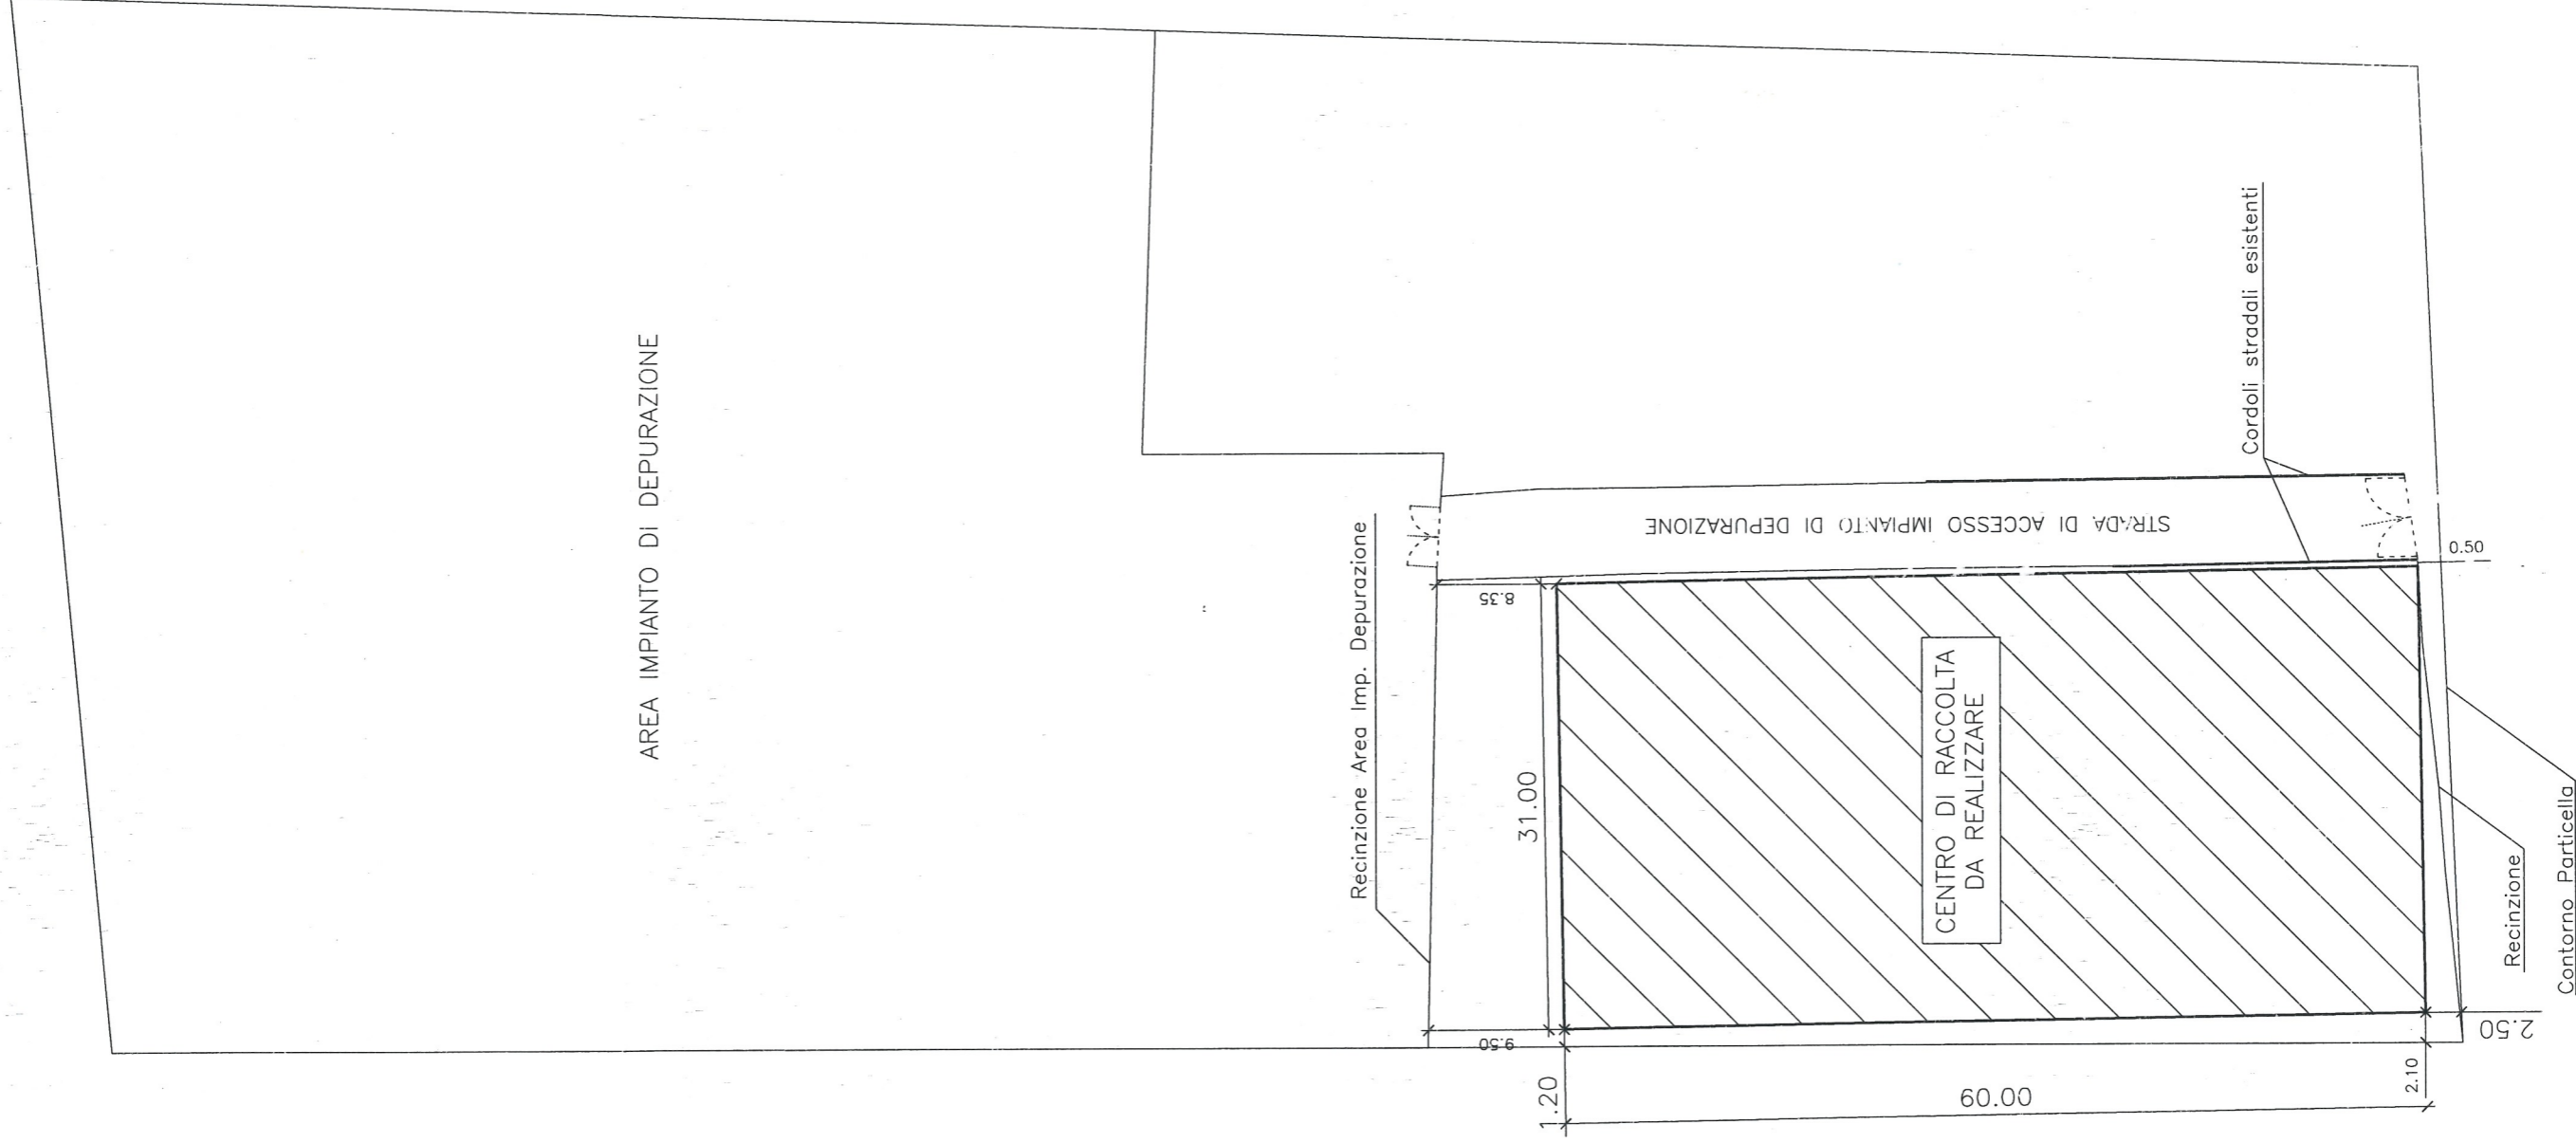 AREA IMPIANTO DI DEPURAZIONE
Recinzione Area Imp. Depurazione
STRADA DI ACCESSO IMPIANTO DI DEPURAZIONE
Cordoli stradali esistenti
0.50
8.35
31.00
CENTRO DI RACCOLTA
DA REALIZZARE
9.50
1.20
60.00
2.10
2.50
Recinzione
Contorno Particella